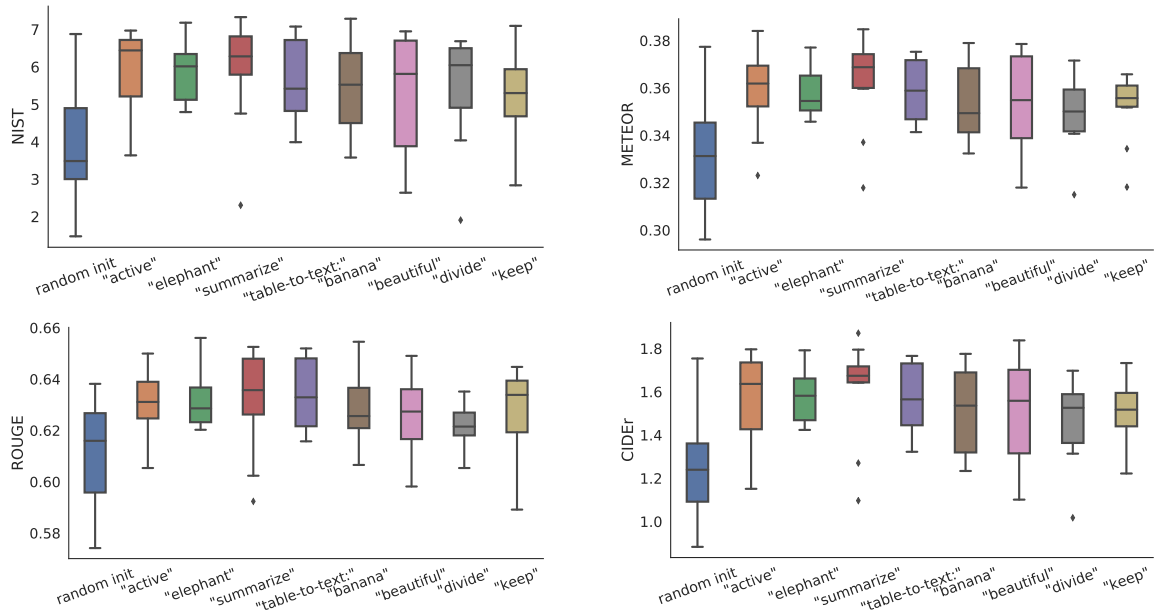 NIST
7
6
5
4
3
2
random init
"active"
"elephant"
"summarize"
"table-to-text:"
"banana"
"beautiful"
"divide"
"keep"
METEOR
0.38
0.36
0.34
0.32
0.30
random init
"active"
"elephant"
"summarize"
"table-to-text:"
"banana"
"beautiful"
"divide"
"keep"
ROUGE
0.66
0.64
0.62
0.60
0.58
random init
"active"
"elephant"
"summarize"
"table-to-text:"
"banana"
"beautiful"
"divide"
"keep"
CIDEr
1.8
1.6
1.4
1.2
1.0
random init
"active"
"elephant"
"summarize"
"table-to-text:"
"banana"
"beautiful"
"divide"
"keep"